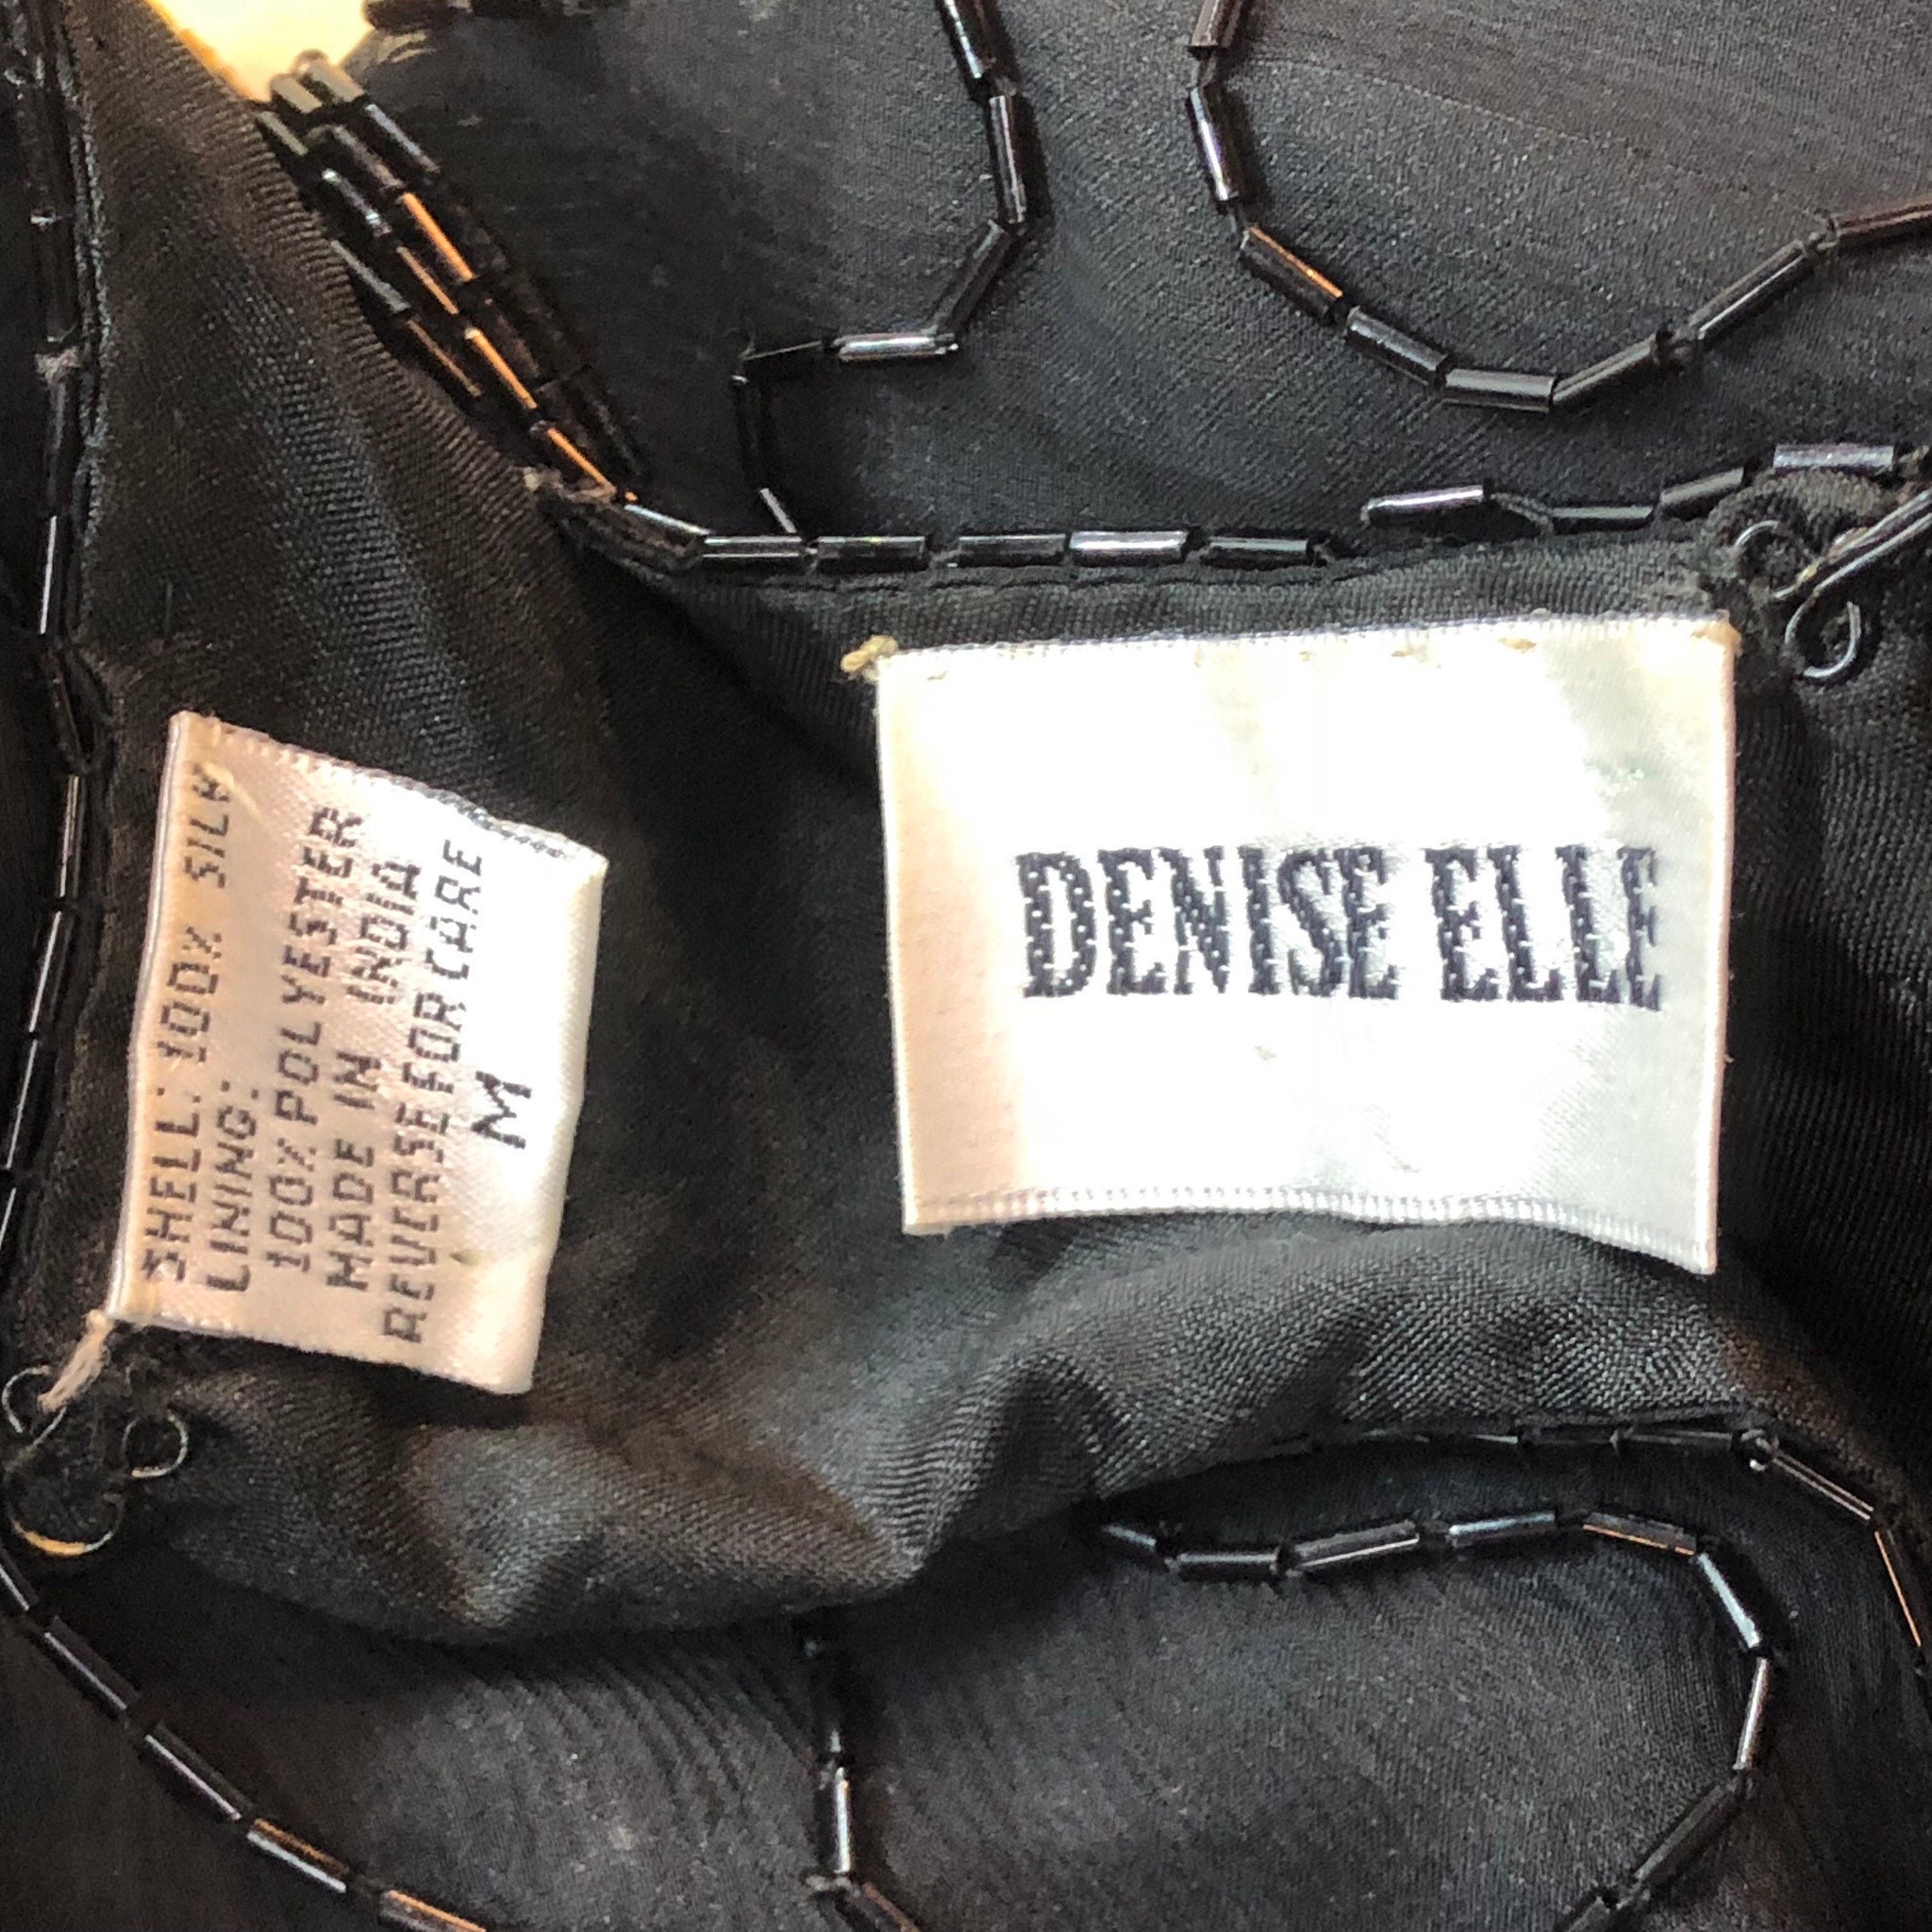 SHELL: 100% SILK
LINING:
100% POLYESTER
MADE IN INDIA
REVERSE FOR CARE
M
DENISE ELLE